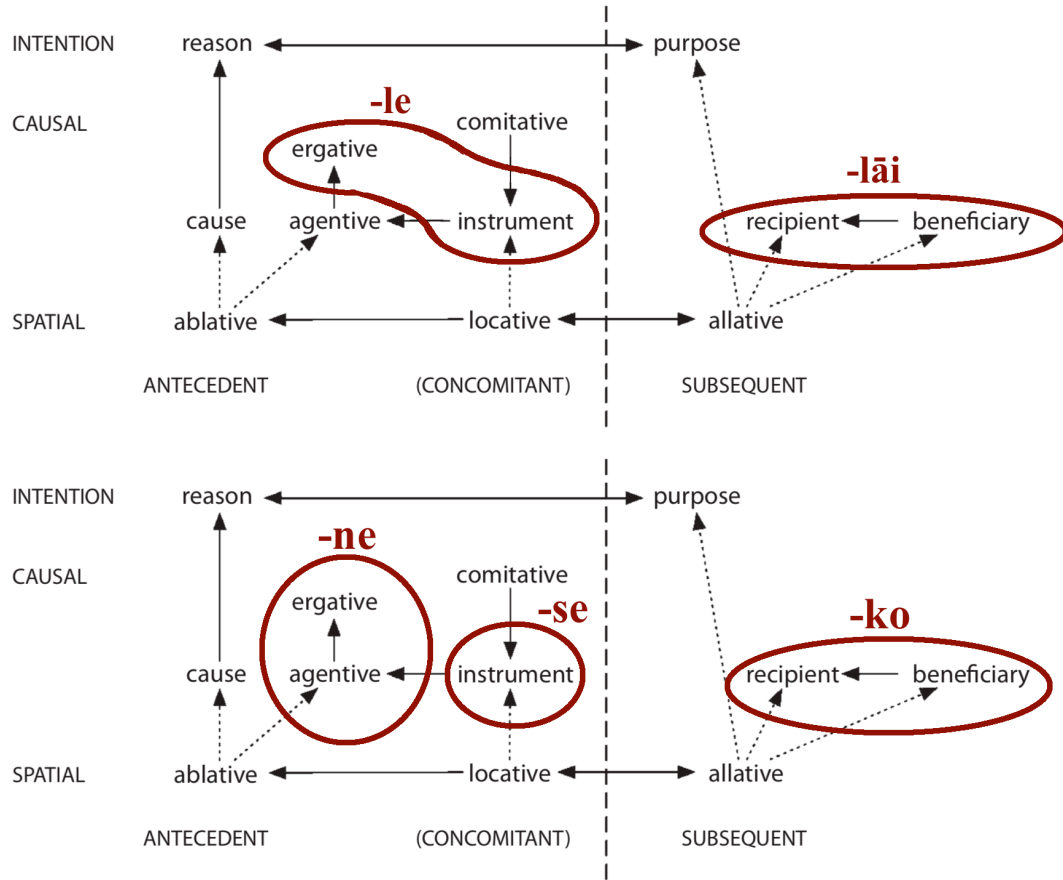 INTENTION reason purpose
-le
CAUSAL comitative
ergative -lāi
cause agentive instrument recipient beneficiary
SPATIAL ablative locative allative
ANTECEDENT (CONCOMITANT) SUBSEQUENT
INTENTION reason purpose
-ne
CAUSAL comitative
ergative -se -ko
cause agentive instrument recipient beneficiary
SPATIAL ablative locative allative
ANTECEDENT (CONCOMITANT) SUBSEQUENT